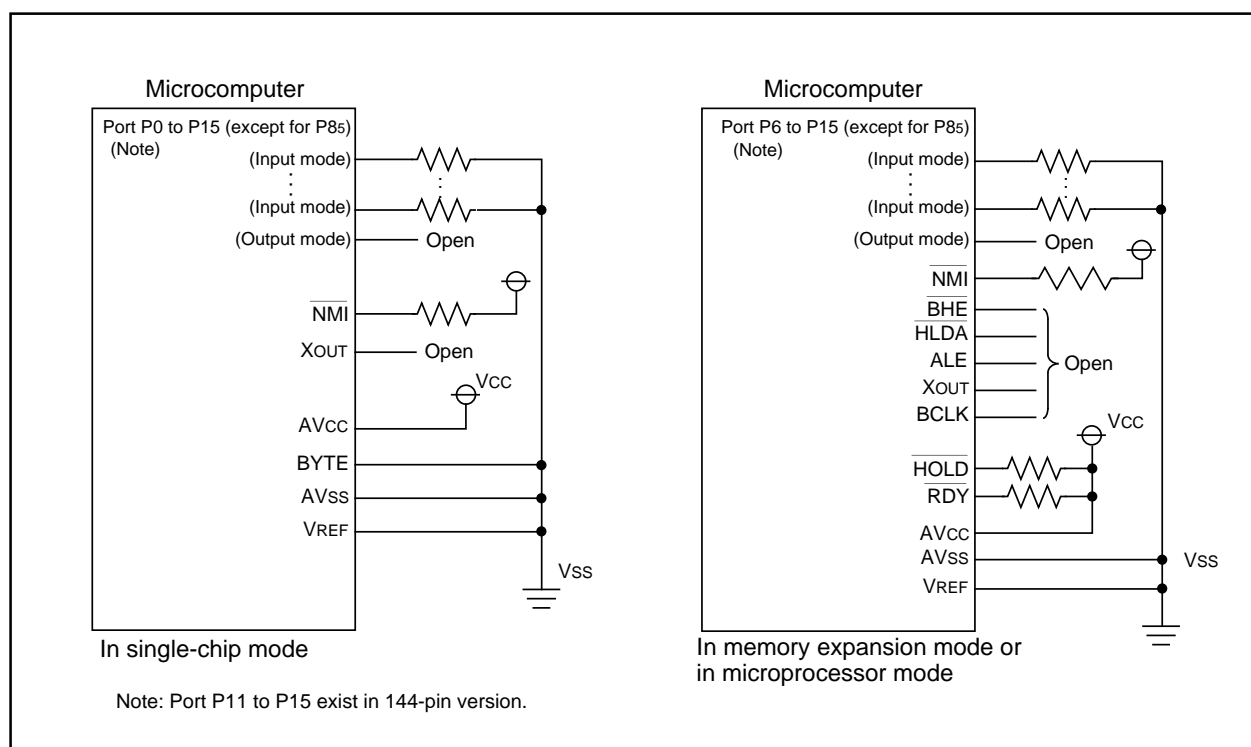 Microcomputer
Port P0 to P15 (except for P85)
(Note)
(Input mode)
(Input mode)
(Output mode)
Open
NMI
XOUT
Open
VCC
AVCC
BYTE
AVSS
VREF
VSS
In single-chip mode
Note: Port P11 to P15 exist in 144-pin version.
Microcomputer
Port P6 to P15 (except for P85)
(Note)
(Input mode)
(Input mode)
(Output mode)
Open
NMI
BHE
HLDA
ALE
Open
XOUT
BCLK
VCC
HOLD
RDY
AVCC
AVSS
VSS
VREF
In memory expansion mode or
in microprocessor mode